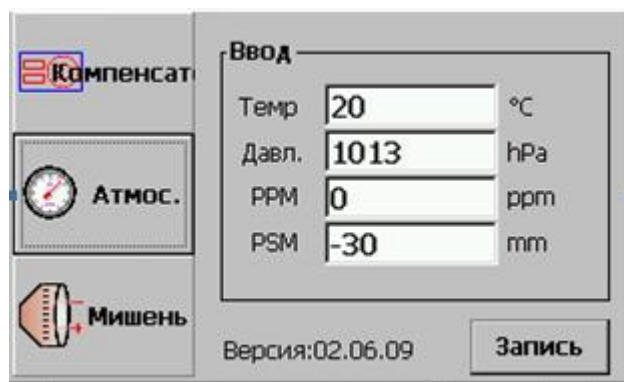 Компенсат
Атмос.
Мишень
Ввод
Темп 20 °C
Давл. 1013 hPa
PPM 0 ppm
PSM -30 mm
Версия:02.06.09
Запись